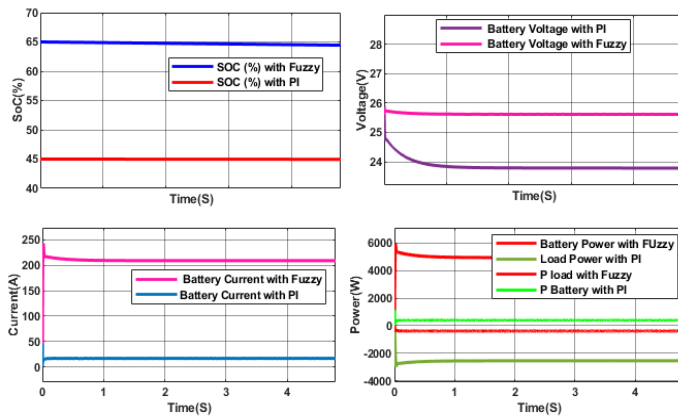 70
65
60
55
50
45
40
SoC(%)
SOC (%) with Fuzzy
SOC (%) with PI
Time(S)
28
26
24
Voltage(V)
Battery Voltage with PI
Battery Voltage with Fuzzy
Time(S)
250
200
150
100
50
0
Current(A)
Battery Current with Fuzzy
Battery Current with PI
0
1
2
3
4
Time(S)
6000
4000
2000
0
-2000
-4000
Power(W)
Battery Power with FUzzy
Load Power with PI
P load with Fuzzy
P Battery with PI
0
1
2
3
4
Time(S)